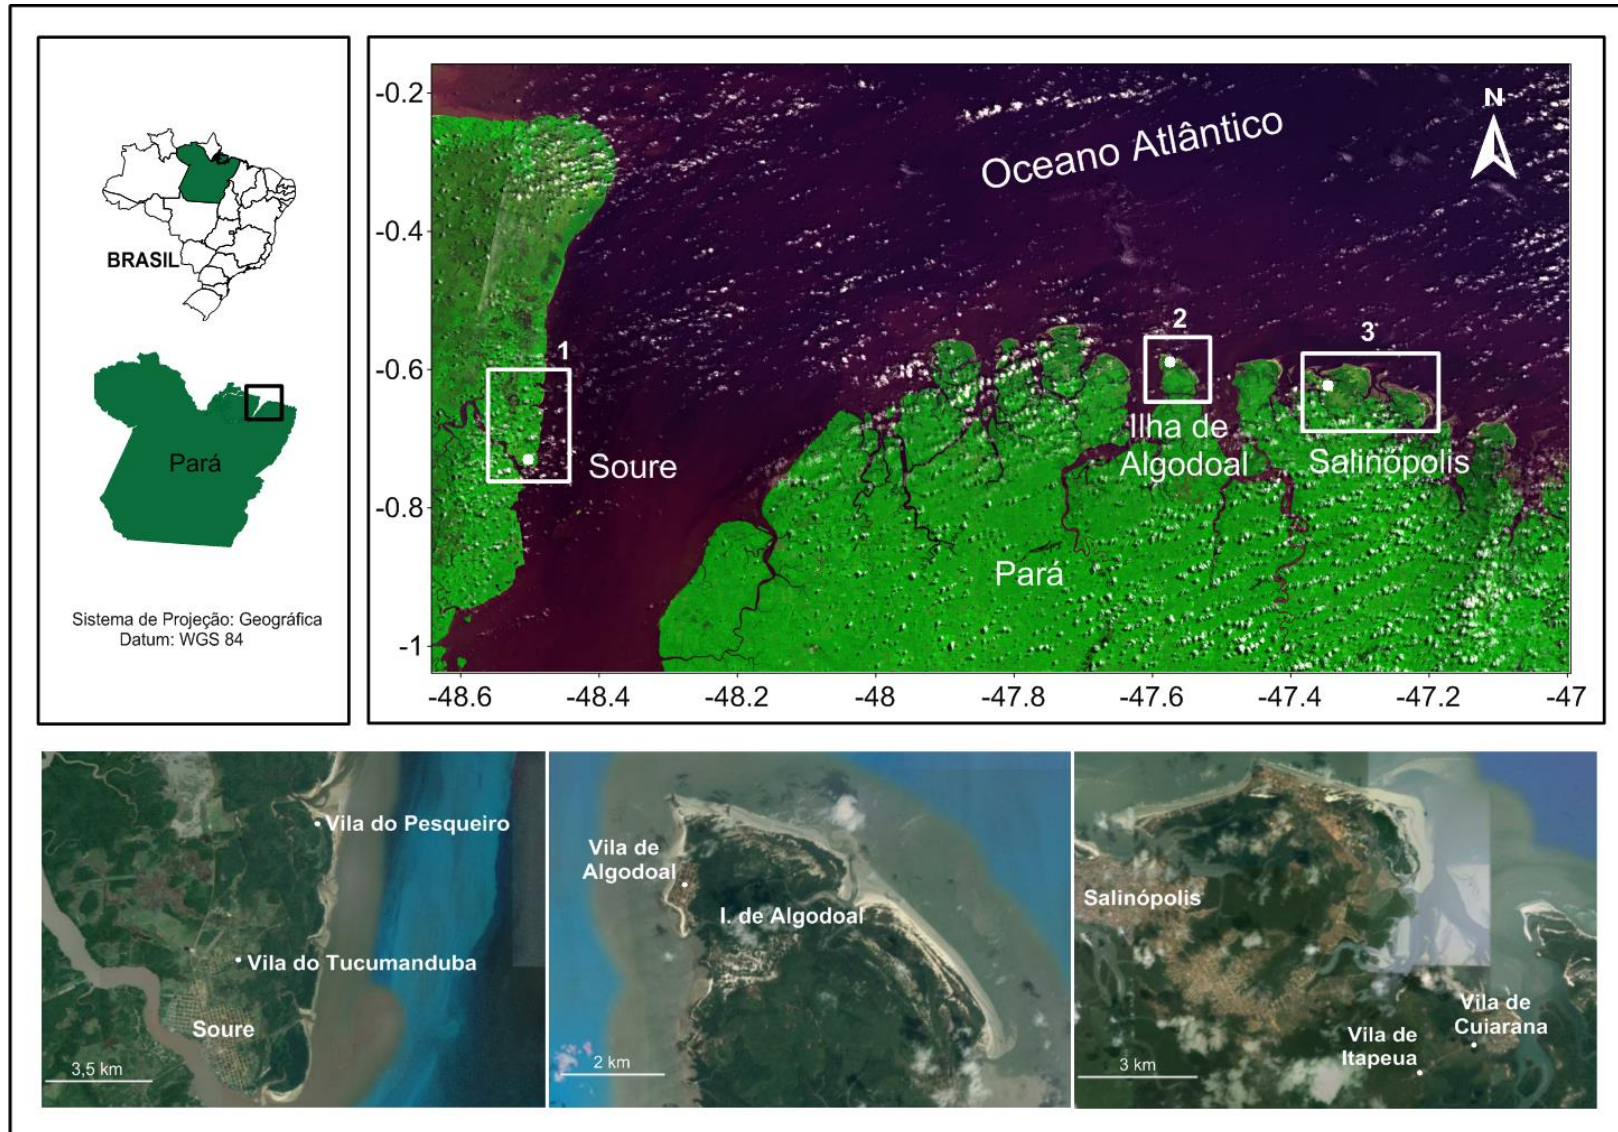 BRASIL
Pará
Sistema de Projeção: Geográfica
Datum: WGS 84
-0.2
-0.4
-0.6
-0.8
-1
-48.6
-48.4
-48.2
-48
-47.8
-47.6
-47.4
-47.2
-47
Oceano Atlântico
N
1
2
3
Soure
Ilha de
Algodoal
Salinópolis
Pará
Vila do Pesqueiro
Vila do Tucumanduba
Soure
3,5 km
Vila de
Algodoal
I. de Algodoal
2 km
Salinópolis
Vila de
Cuiarana
Vila de
Itapeua
3 km